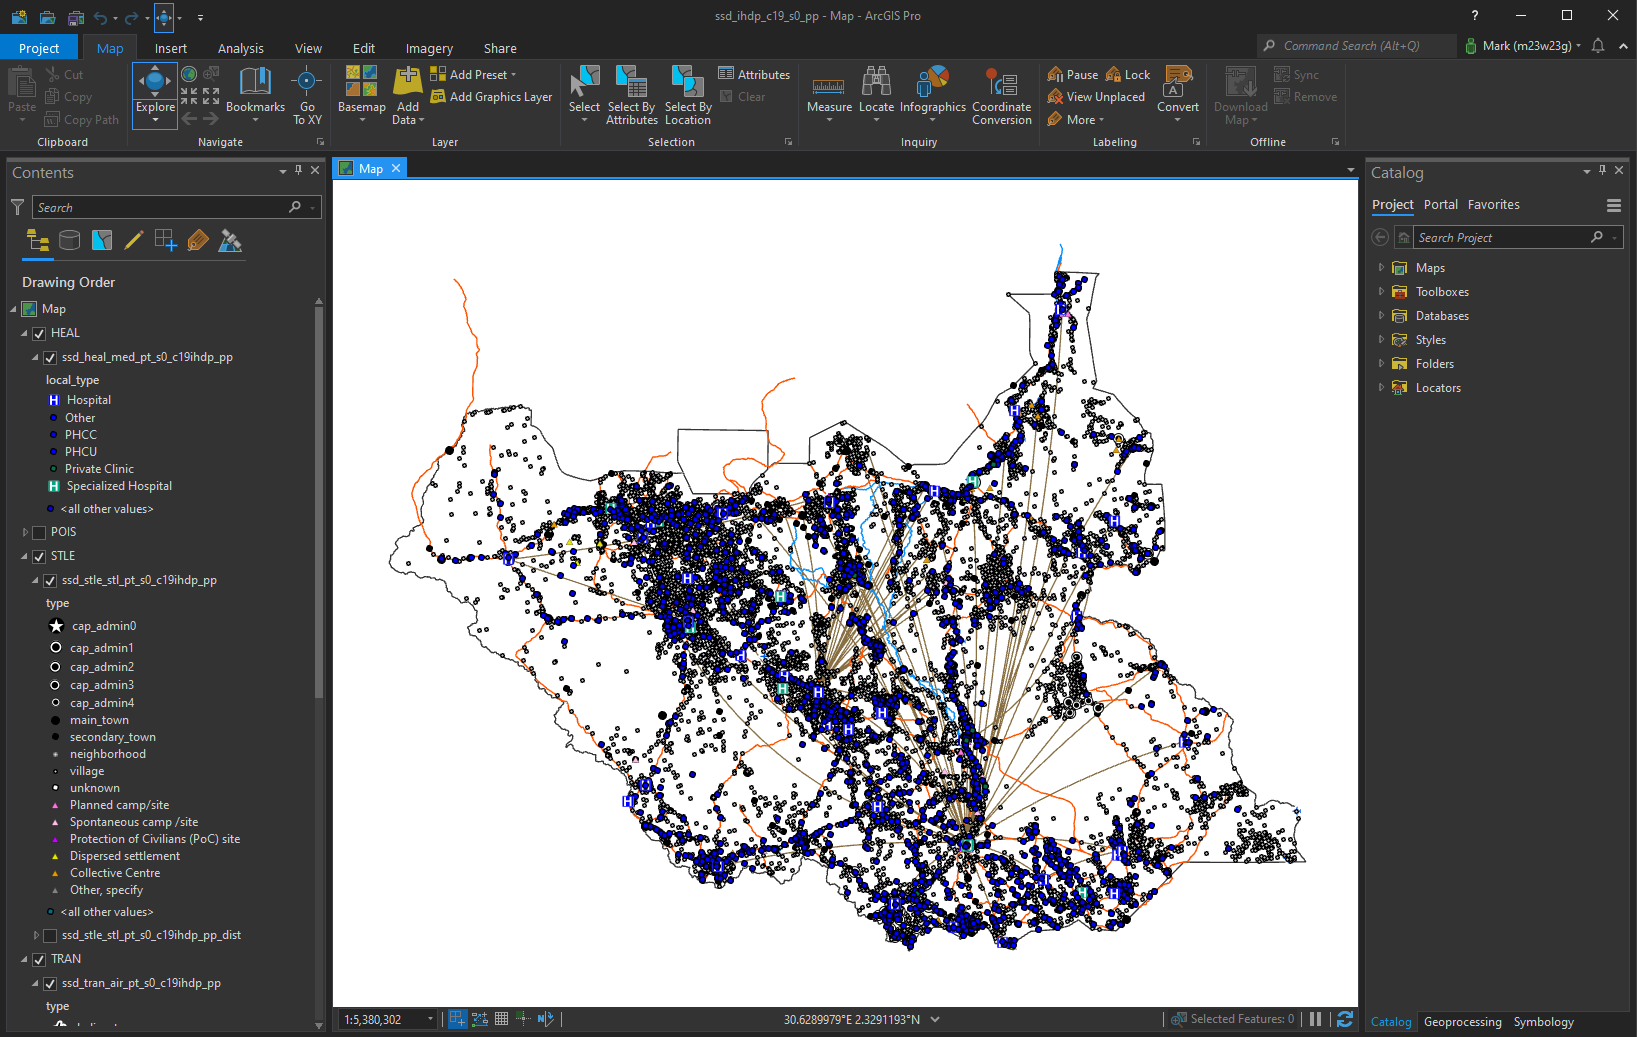 ssd_ihdp_c19_s0_pp - Map - ArcGIS Pro
?
Project Map Insert Analysis View Edit Imagery Share
Command Search (Alt+Q)
Mark (m23w23g)
Paste
Cut
Copy
Copy Path
Clipboard
Explore
Bookmarks
Go
To XY
Navigate
Basemap
Add
Data
Add Preset
Add Graphics Layer
Layer
Select
Select By
Attributes
Select By
Location
Attributes
Clear
Selection
Measure
Locate
Infographics
Coordinate
Conversion
Inquiry
Pause
Lock
View Unplaced
More
Convert
Labeling
Download
Map
Sync
Remove
Offline
Contents
Search
Drawing Order
Map
HEAL
ssd_heal_med_pt_s0_c19ihdp_pp
local_type
H Hospital
Other
PHCC
PHCU
Private Clinic
H Specialized Hospital
<all other values>
POIS
STLE
ssd_stle_stl_pt_s0_c19ihdp_pp
type
cap_admin0
cap_admin1
cap_admin2
cap_admin3
cap_admin4
main_town
secondary_town
neighborhood
village
unknown
Planned camp/site
Spontaneous camp /site
Protection of Civilians (PoC) site
Dispersed settlement
Collective Centre
Other, specify
<all other values>
ssd_stle_stl_pt_s0_c19ihdp_pp_dist
TRAN
ssd_tran_air_pt_s0_c19ihdp_pp
type
Map
1:5,380,302
30.6289979°E 2.3291193°N
Selected Features: 0
Catalog
Project Portal Favorites
Search Project
Maps
Toolboxes
Databases
Styles
Folders
Locators
Catalog Geoprocessing Symbology